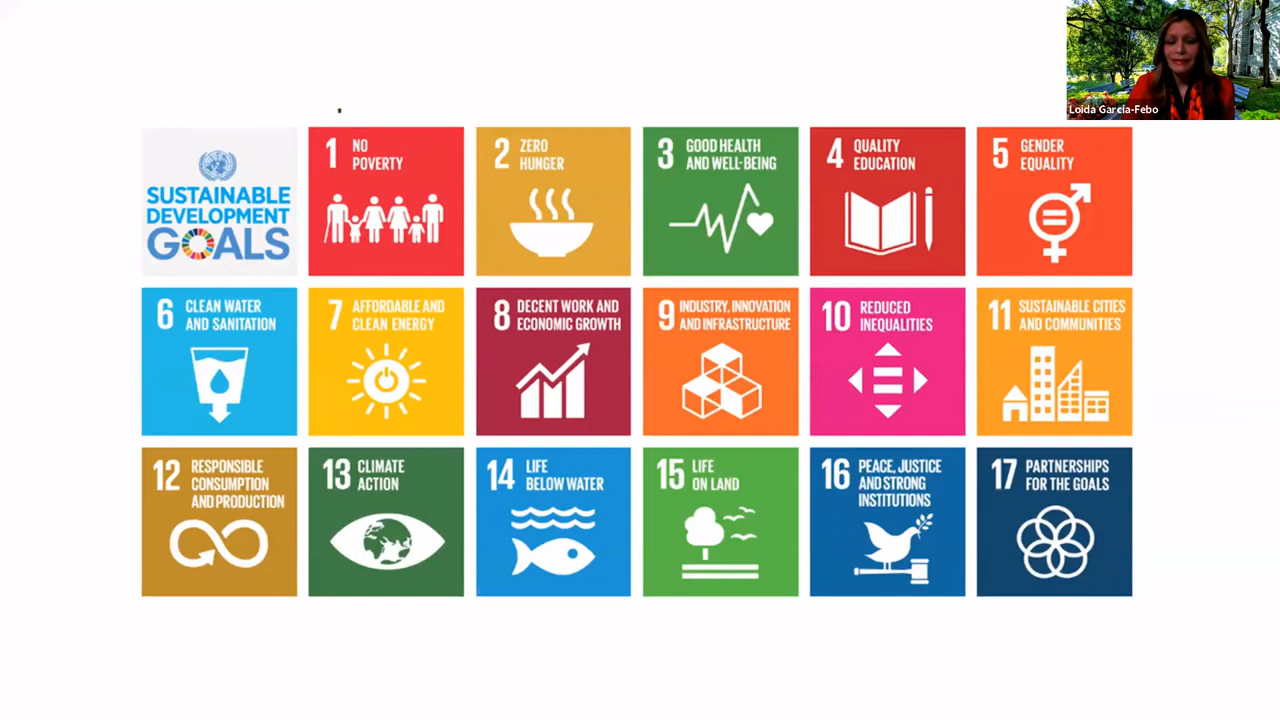 Loida Garcia-Febo
SUSTAINABLE
DEVELOPMENT
GOALS
1 NO
POVERTY
2 ZERO
HUNGER
3 GOOD HEALTH
AND WELL-BEING
4 QUALITY
EDUCATION
5 GENDER
EQUALITY
6 CLEAN WATER
AND SANITATION
7 AFFORDABLE AND
CLEAN ENERGY
8 DECENT WORK AND
ECONOMIC GROWTH
9 INDUSTRY, INNOVATION
AND INFRASTRUCTURE
10 REDUCED
INEQUALITIES
11 SUSTAINABLE CITIES
AND COMMUNITIES
12 RESPONSIBLE
CONSUMPTION
AND PRODUCTION
13 CLIMATE
ACTION
14 LIFE
BELOW WATER
15 LIFE
ON LAND
16 PEACE, JUSTICE
AND STRONG
INSTITUTIONS
17 PARTNERSHIPS
FOR THE GOALS